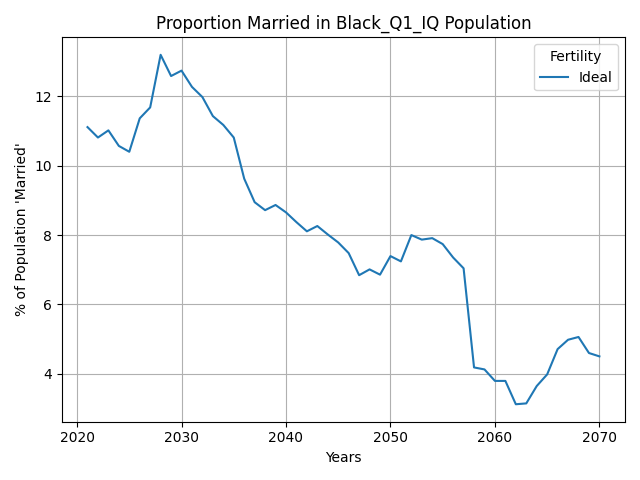 Proportion Married in Black_Q1_IQ Population
% of Population 'Married'
12
10
8
6
4
Fertility
Ideal
2020 2030 2040 2050 2060 2070
Years